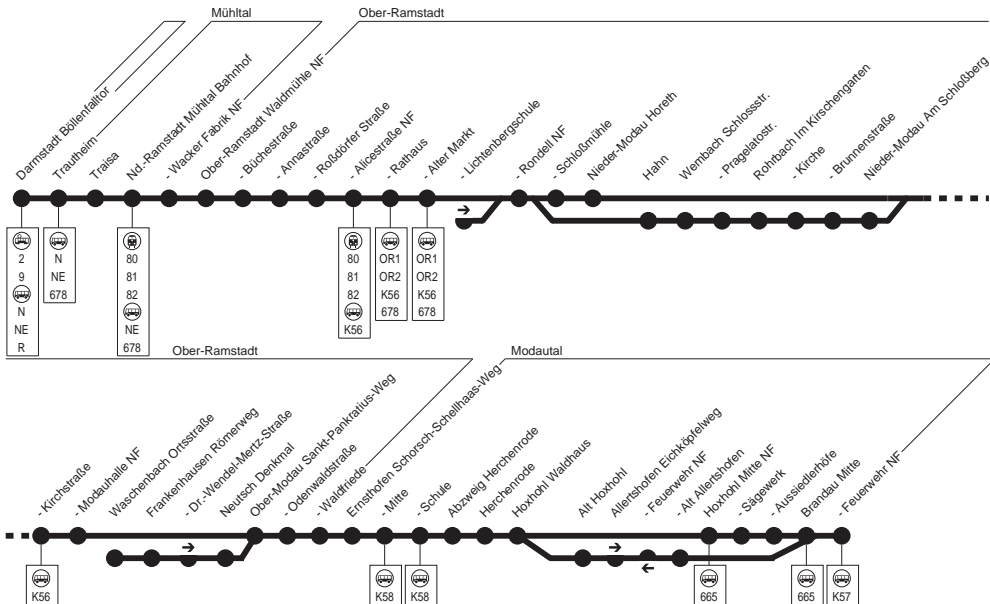 Mühltal
Ober-Ramstadt
Darmstadt Böllenfalltor
Trautheim
Traisa
Nd.-Ramstadt Mühltal Bahnhof
- Wacker Fabrik NF
Ober-Ramstadt Waldmühle NF
- Büchestraße
- Annastraße
- Roßdörfer Straße
- Alicestraße NF
- Rathaus
- Alter Markt
- Lichtenbergschule
- Rondell NF
- Schloßmühle
Nieder-Modau Horeth
Hahn
Wembach Schlossstr.
- Pragelatostr.
Rohrbach Im Kirschengarten
- Kirche
- Brunnenstraße
Nieder-Modau Am Schloßberg
2
9
N
NE
R
N
NE
678
80
81
82
NE
678
80
81
82
K56
OR1
OR2
K56
678
OR1
OR2
K56
678
Ober-Ramstadt
Modautal
- Kirchstraße
- Modauhalle NF
Waschenbach Ortsstraße
Frankenhausen Römerweg
- Dr.-Wendel-Mertz-Straße
Neutsch Denkmal
Ober-Modau Sankt-Pankratius-Weg
- Odenwaldstraße
- Waldfriede
Ernsthofen Schorsch-Schellhaas-Weg
- Mitte
- Schule
Abzweig Herchenrode
Herchenrode
Hoxhohl Waldhaus
Alt Hoxhohl
Allertshofen Eichköpfelweg
- Feuerwehr NF
- Alt Allertshofen
Hoxhohl Mitte NF
- Sägewerk
- Aussiedlerhöfe
Brandau Mitte
- Feuerwehr NF
K56
K58
K58
665
665
K57